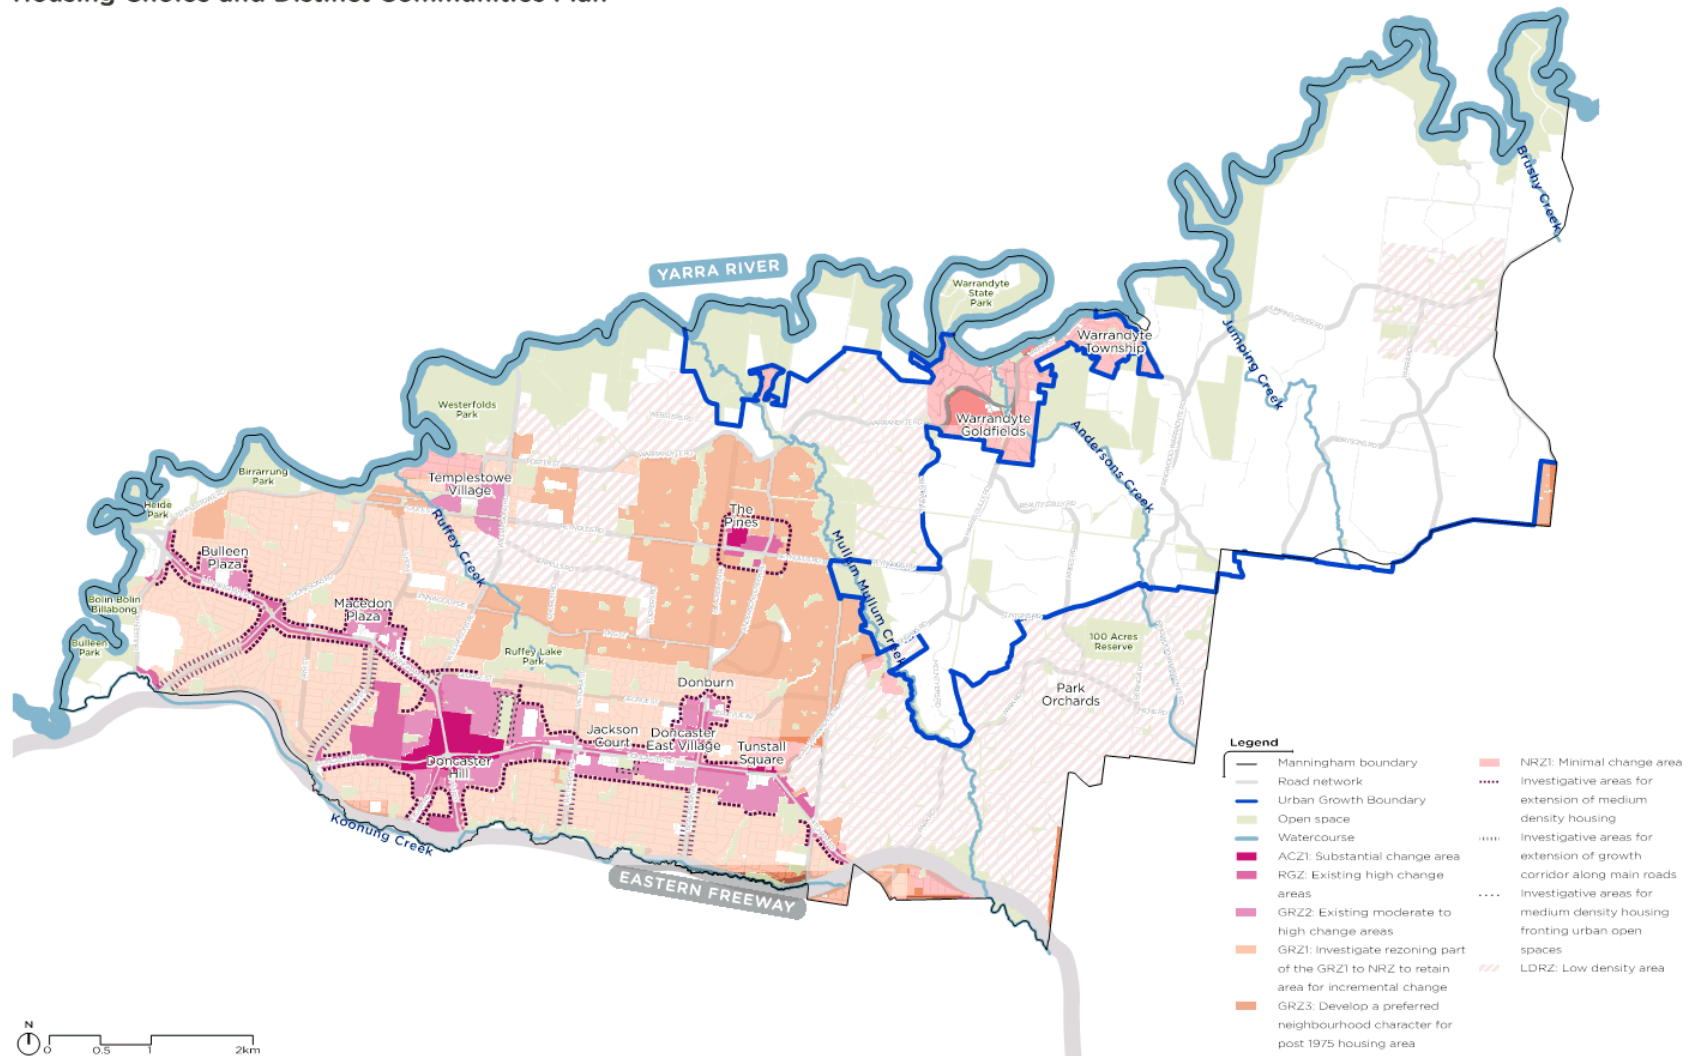 Housing Choice and Distinct Communities Plan
YARRA RIVER
Brushy Creek
Warrandyte
State
Park
Warrandyte
Township
Jumping Creek
Westerfolds
Park
Warrandyte
Goldfields
Andersons Creek
Birrarrung
Park
Templestowe
Village
Heide
Park
Ruffey Creek
The
Pines
Mullum Mullum Creek
Bulleen
Plaza
Bolin Bolin
Billabong
Macedon
Plaza
Bulleen
Park
Ruffey Lake
Park
100 Acres
Reserve
Donburn
Park
Orchards
Jackson
Court
Doncaster
East Village
Tunstall
Square
Doncaster
Hill
Koonung Creek
EASTERN FREEWAY
Legend
Manningham boundary
Road network
Urban Growth Boundary
Open space
Watercourse
ACZ1: Substantial change area
RGZ: Existing high change
areas
GRZ2: Existing moderate to
high change areas
GRZ1: Investigate rezoning part
of the GRZ1 to NRZ to retain
area for incremental change
GRZ3: Develop a preferred
neighbourhood character for
post 1975 housing area
NRZ1: Minimal change area
Investigative areas for
extension of medium
density housing
Investigative areas for
extension of growth
corridor along main roads
Investigative areas for
medium density housing
fronting urban open
spaces
LDRZ: Low density area
N
0 0.5 1 2km